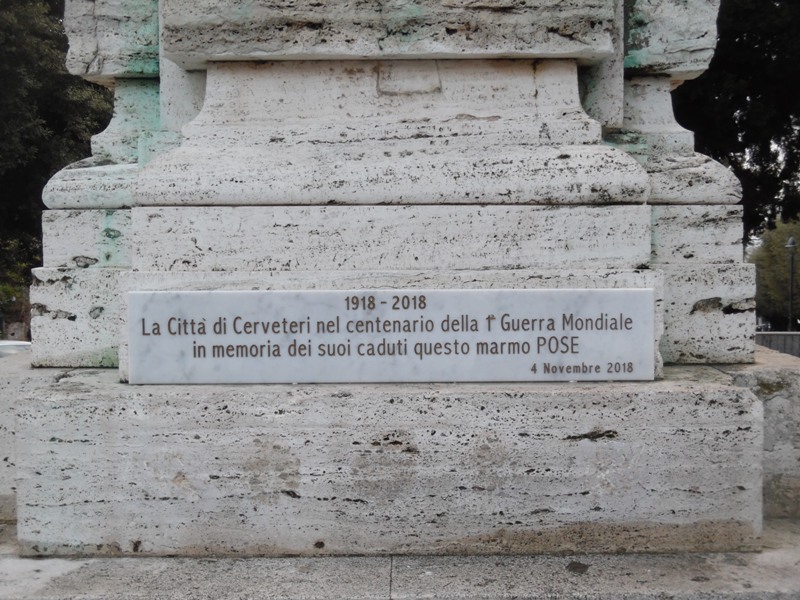 1918 - 2018
La Città di Cerveteri nel centenario della 1ª Guerra Mondiale
in memoria dei suoi caduti questo marmo POSE
4 Novembre 2018